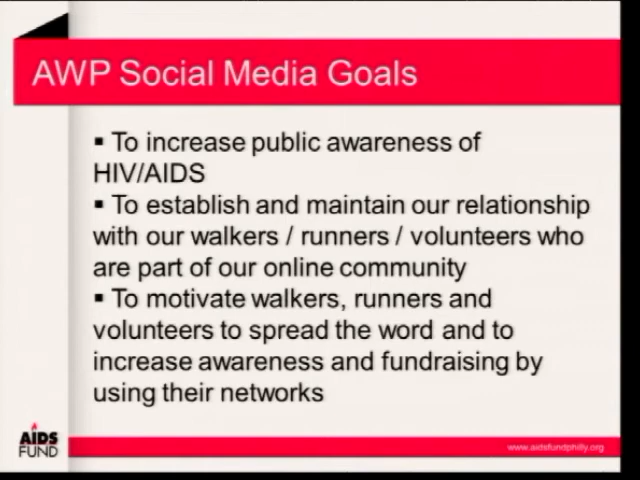 AWP Social Media Goals
▪ To increase public awareness of
HIV/AIDS
▪ To establish and maintain our relationship
with our walkers / runners / volunteers who
are part of our online community
▪ To motivate walkers, runners and
volunteers to spread the word and to
increase awareness and fundraising by
using their networks
AIDS
FUND
www.aidsfundphilly.org